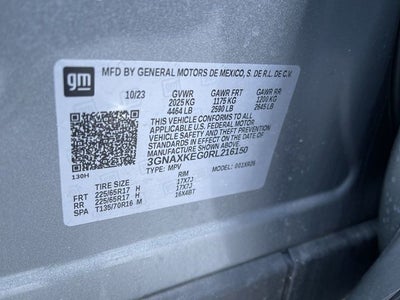 gm
MFD BY GENERAL MOTORS DE MEXICO, S. DE R.L. DE C.V.
10/23 GVWR GAWR FRT GAWR RR
2025 KG 1175 KG 1200 KG
4464 LB 2590 LB 2645 LB
THIS VEHICLE CONFORMS TO ALL
APPLICABLE U.S. FEDERAL MOTOR
VEHICLE SAFETY AND THEFT PREVENTION
STANDARDS IN EFFECT ON THE DATE OF
MANUFACTURE SHOWN ABOVE.
3GNAXKEG0RL216150
130H TYPE: MPV MODEL:
TIRE SIZE RIM
FRT 225/65R17 H 17X7J
RR 225/65R17 H 17X7J
SPA T135/70R16 M 16X4BT